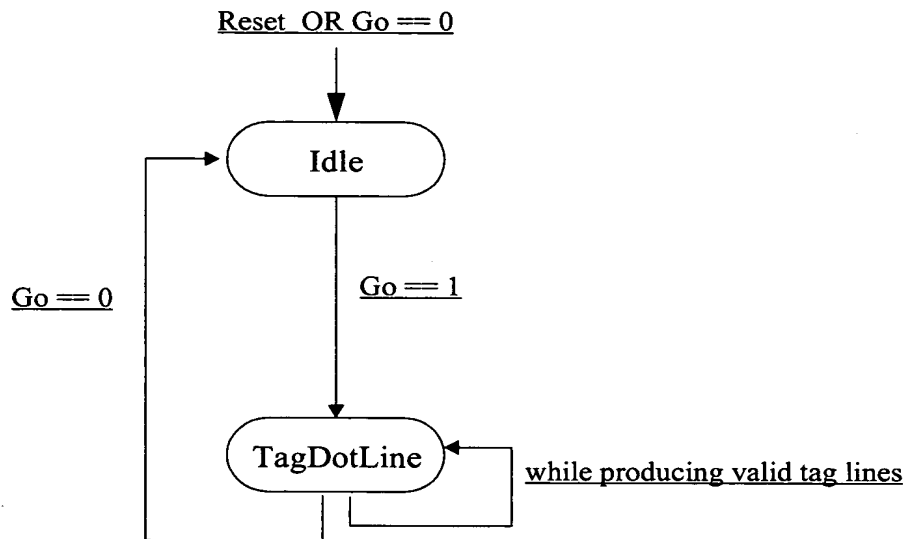 Reset OR Go == 0
Idle
Go == 0
Go == 1
TagDotLine
while producing valid tag lines